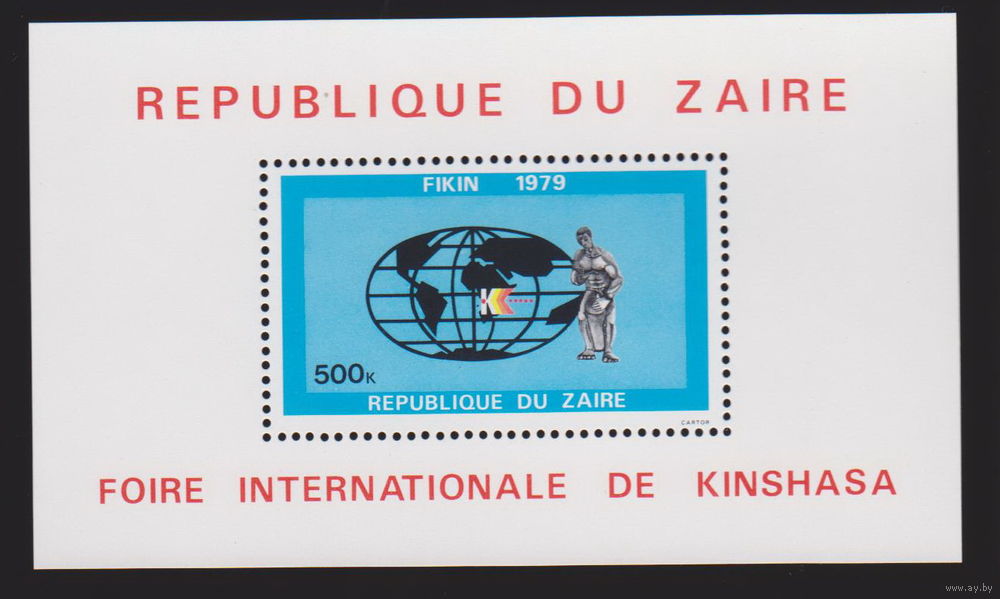 REPUBLIQUE DU ZAIRE
FIKIN 1979
K
500K
REPUBLIQUE DU ZAIRE
CARTOR
FOIRE INTERNATIONALE DE KINSHASA
www.ay.by